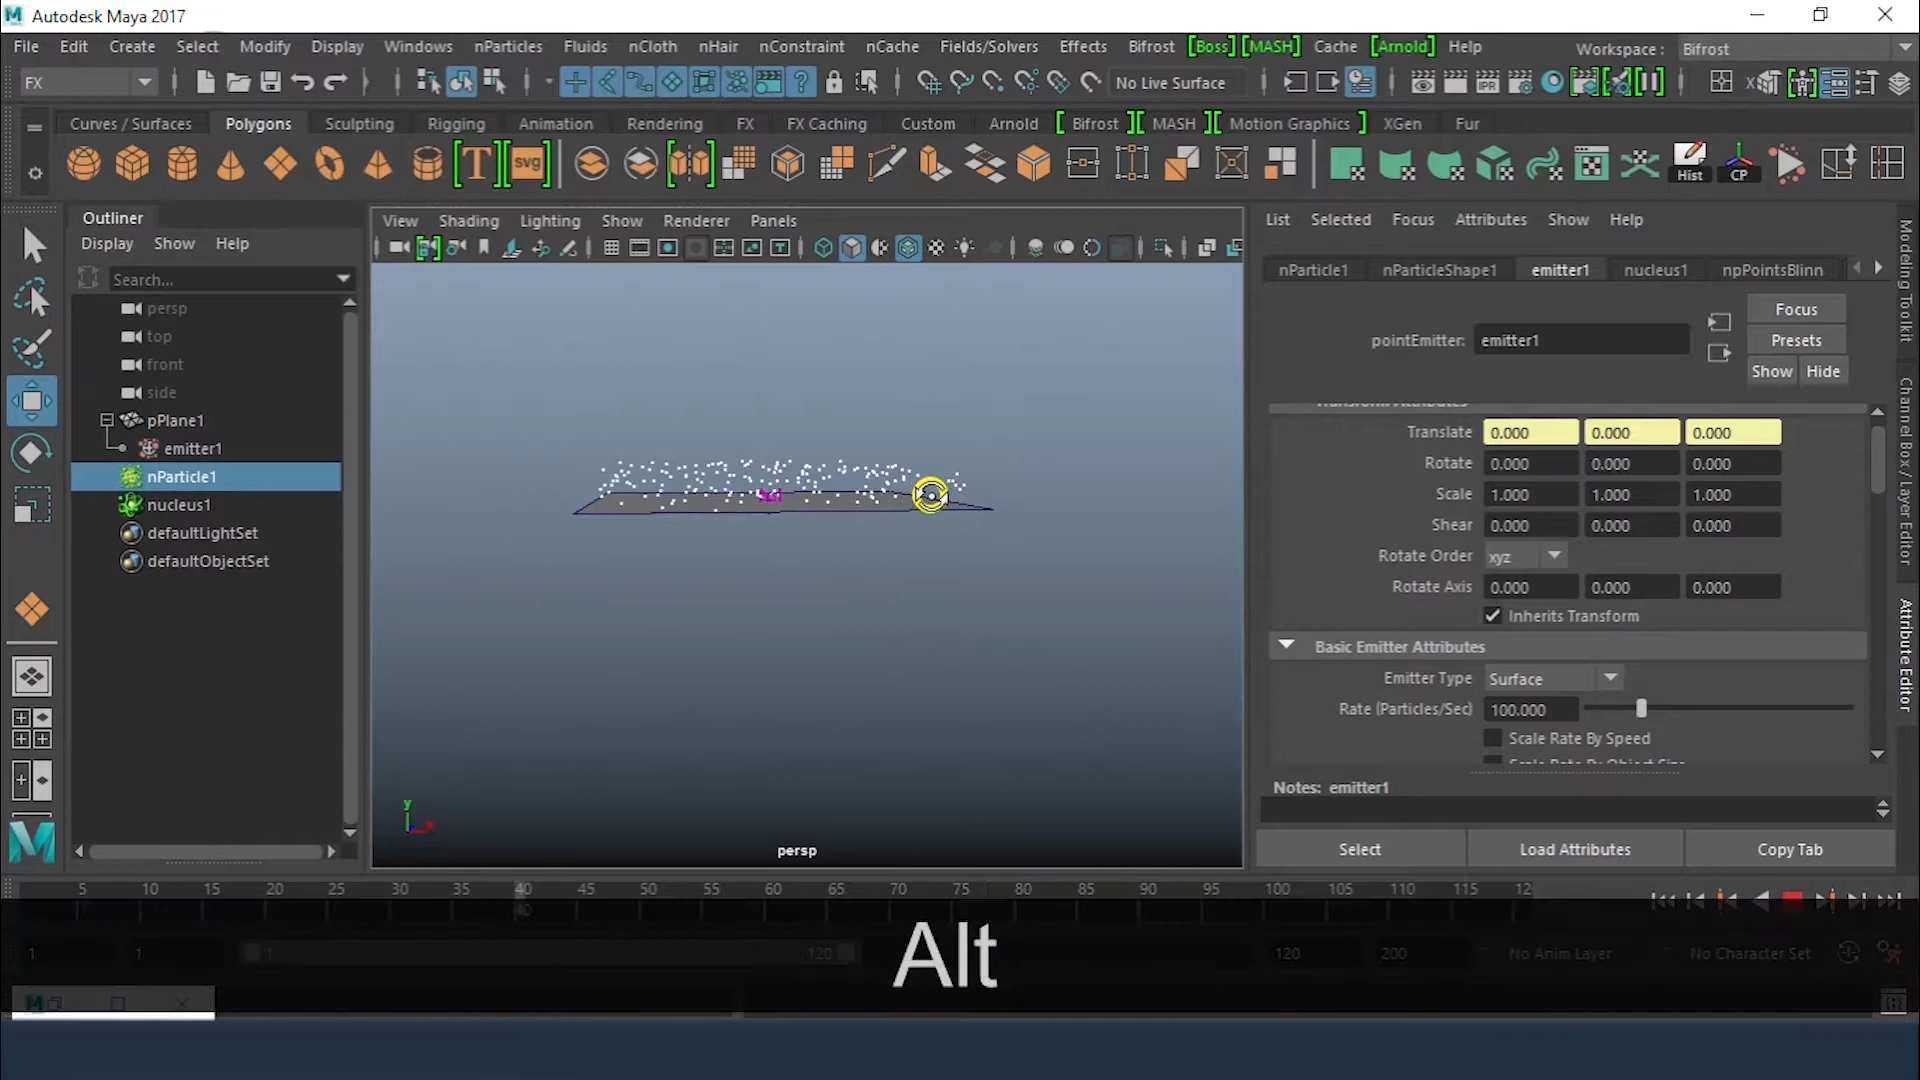 Autodesk Maya 2017
File Edit Create Select Modify Display Windows nParticles Fluids nCloth nHair nConstraint nCache Fields/Solvers Effects Bifrost [Boss] [MASH] Cache [Arnold] Help Workspace : Bifrost
FX No Live Surface IPR X
Curves / Surfaces Polygons Sculpting Rigging Animation Rendering FX FX Caching Custom Arnold [ Bifrost ][ MASH ][ Motion Graphics ] XGen Fur
T svg Hist CP
Outliner
Display Show Help
Search...
persp
top
front
side
pPlane1
emitter1
nParticle1
nucleus1
defaultLightSet
defaultObjectSet
View Shading Lighting Show Renderer Panels
y
persp
List Selected Focus Attributes Show Help
nParticle1 nParticleShape1 emitter1 nucleus1 npPointsBlinn
Focus
pointEmitter: emitter1
Presets
Show Hide
Transform Attributes
Translate 0.000 0.000 0.000
Rotate 0.000 0.000 0.000
Scale 1.000 1.000 1.000
Shear 0.000 0.000 0.000
Rotate Order xyz
Rotate Axis 0.000 0.000 0.000
Inherits Transform
Basic Emitter Attributes
Emitter Type Surface
Rate (Particles/Sec) 100.000
Scale Rate By Speed
Scale Rate By Object Size
Notes: emitter1
Select Load Attributes Copy Tab
Modeling Toolkit
Channel Box / Layer Editor
Attribute Editor
5 10 15 20 25 30 35 40 45 50 55 60 65 70 75 80 85 90 95 100 105 110 115 12
40
1 1 1 120 120 200 No Anim Layer No Character Set
Alt